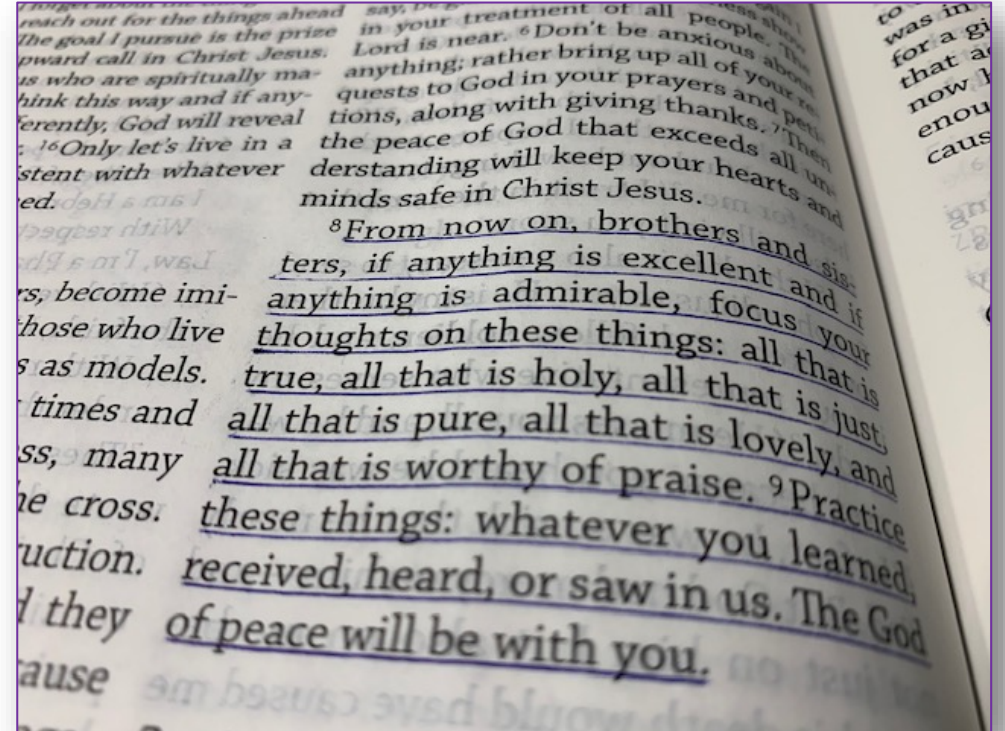 reach out for the things ahead
The goal I pursue is the prize
pward call in Christ Jesus.
us who are spiritually ma-
hink this way and if any-
ferently, God will reveal
16Only let's live in a
istent with whatever
ed.
rs, become imi-
those who live
s as models.
times and
ss, many
he cross.
uction.
they
ause
in your treatment of all people. The
Lord is near. 6Don't be anxious about
anything; rather bring up all of your re-
quests to God in your prayers and peti-
tions, along with giving thanks. 7Then
the peace of God that exceeds all un-
derstanding will keep your hearts and
minds safe in Christ Jesus.
8From now on, brothers and sis-
ters, if anything is excellent and if
anything is admirable, focus your
thoughts on these things: all that is
true, all that is holy, all that is just,
all that is pure, all that is lovely, and
all that is worthy of praise. 9Practice
these things: whatever you learned,
received, heard, or saw in us. The God
of peace will be with you.
to
was in
for a gi
that
now
enou
caus